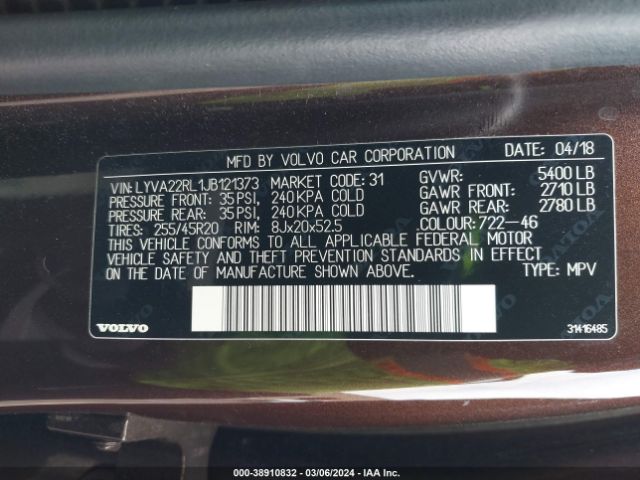 MFD BY VOLVO CAR CORPORATION DATE: 04/18
VIN: LYVA22RL1JB121373 MARKET CODE: 31 GVWR: 5400 LB
PRESSURE FRONT: 35 PSI, 240 KPA COLD GAWR FRONT: 2710 LB
PRESSURE REAR: 35 PSI, 240 KPA COLD GAWR REAR: 2780 LB
TIRES: 255/45R20 RIM: 8Jx20x52.5 COLOUR: 722-46
THIS VEHICLE CONFORMS TO ALL APPLICABLE FEDERAL MOTOR
VEHICLE SAFETY AND THEFT PREVENTION STANDARDS IN EFFECT
ON THE DATE OF MANUFACTURE SHOWN ABOVE. TYPE: MPV
VOLVO 31416485
000-38910832 - 03/06/2024 - IAA Inc.